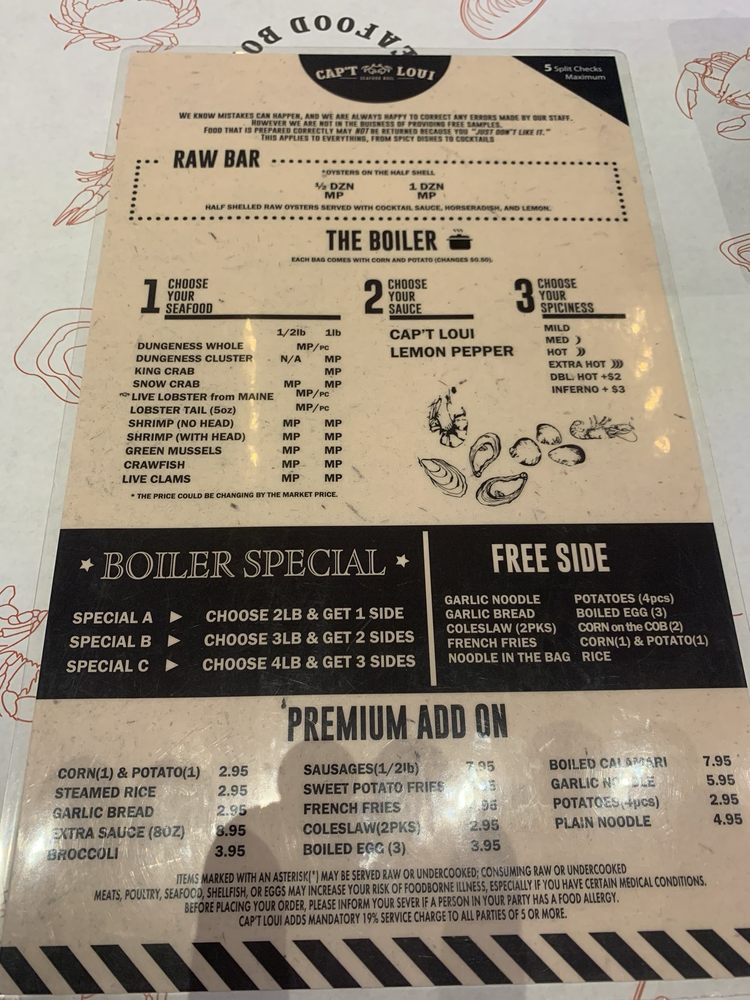 SEAFOOD BO
CAP'T LOUI
SEAFOOD BOIL
5 Split Checks
Maximum
WE KNOW MISTAKES CAN HAPPEN, AND WE ARE ALWAYS HAPPY TO CORRECT ANY ERRORS MADE BY OUR STAFF.
HOWEVER WE ARE NOT IN THE BUISNESS OF PROVIDING FREE SAMPLES.
FOOD THAT IS PREPARED CORRECTLY MAY NOT BE RETURNED BECAUSE YOU "JUST DON'T LIKE IT."
THIS APPLIES TO EVERYTHING, FROM SPICY DISHES TO COCKTAILS
RAW BAR
*OYSTERS ON THE HALF SHELL
½ DZN 1 DZN
MP MP
HALF SHELLED RAW OYSTERS SERVED WITH COCKTAIL SAUCE, HORSERADISH, AND LEMON.
THE BOILER
EACH BAG COMES WITH CORN AND POTATO (CHANGES $0.50).
1 CHOOSE
YOUR
SEAFOOD
1/2lb 1lb
DUNGENESS WHOLE MP/PC
DUNGENESS CLUSTER N/A MP
KING CRAB MP
SNOW CRAB MP MP
LIVE LOBSTER from MAINE MP/PC
LOBSTER TAIL (5oz) MP/PC
SHRIMP (NO HEAD) MP MP
SHRIMP (WITH HEAD) MP MP
GREEN MUSSELS MP MP
CRAWFISH MP MP
LIVE CLAMS MP MP
* THE PRICE COULD BE CHANGING BY THE MARKET PRICE.
2 CHOOSE
YOUR
SAUCE
CAP'T LOUI
LEMON PEPPER
3 CHOOSE
YOUR
SPICINESS
MILD
MED
HOT
EXTRA HOT
DBL. HOT +$2
INFERNO + $3
BOILER SPECIAL
SPECIAL A ▶ CHOOSE 2LB & GET 1 SIDE
SPECIAL B ▶ CHOOSE 3LB & GET 2 SIDES
SPECIAL C ▶ CHOOSE 4LB & GET 3 SIDES
FREE SIDE
GARLIC NOODLE POTATOES (4pcs)
GARLIC BREAD BOILED EGG (3)
COLESLAW (2PKS) CORN on the COB (2)
FRENCH FRIES CORN(1) & POTATO(1)
NOODLE IN THE BAG RICE
PREMIUM ADD ON
CORN(1) & POTATO(1) 2.95
STEAMED RICE 2.95
GARLIC BREAD 2.95
EXTRA SAUCE (8OZ) 8.95
BROCCOLI 3.95
SAUSAGES(1/2lb) 7.95
SWEET POTATO FRIES
FRENCH FRIES
COLESLAW(2PKS) 2.95
BOILED EGG (3) 3.95
BOILED CALAMARI 7.95
GARLIC NOODLE 5.95
POTATOES(4pcs) 2.95
PLAIN NOODLE 4.95
ITEMS MARKED WITH AN ASTERISK(*) MAY BE SERVED RAW OR UNDERCOOKED; CONSUMING RAW OR UNDERCOOKED
MEATS, POULTRY, SEAFOOD, SHELLFISH, OR EGGS MAY INCREASE YOUR RISK OF FOODBORNE ILLNESS, ESPECIALLY IF YOU HAVE CERTAIN MEDICAL CONDITIONS.
BEFORE PLACING YOUR ORDER, PLEASE INFORM YOUR SEVER IF A PERSON IN YOUR PARTY HAS A FOOD ALLERGY.
CAP'T LOUI ADDS MANDATORY 19% SERVICE CHARGE TO ALL PARTIES OF 5 OR MORE.